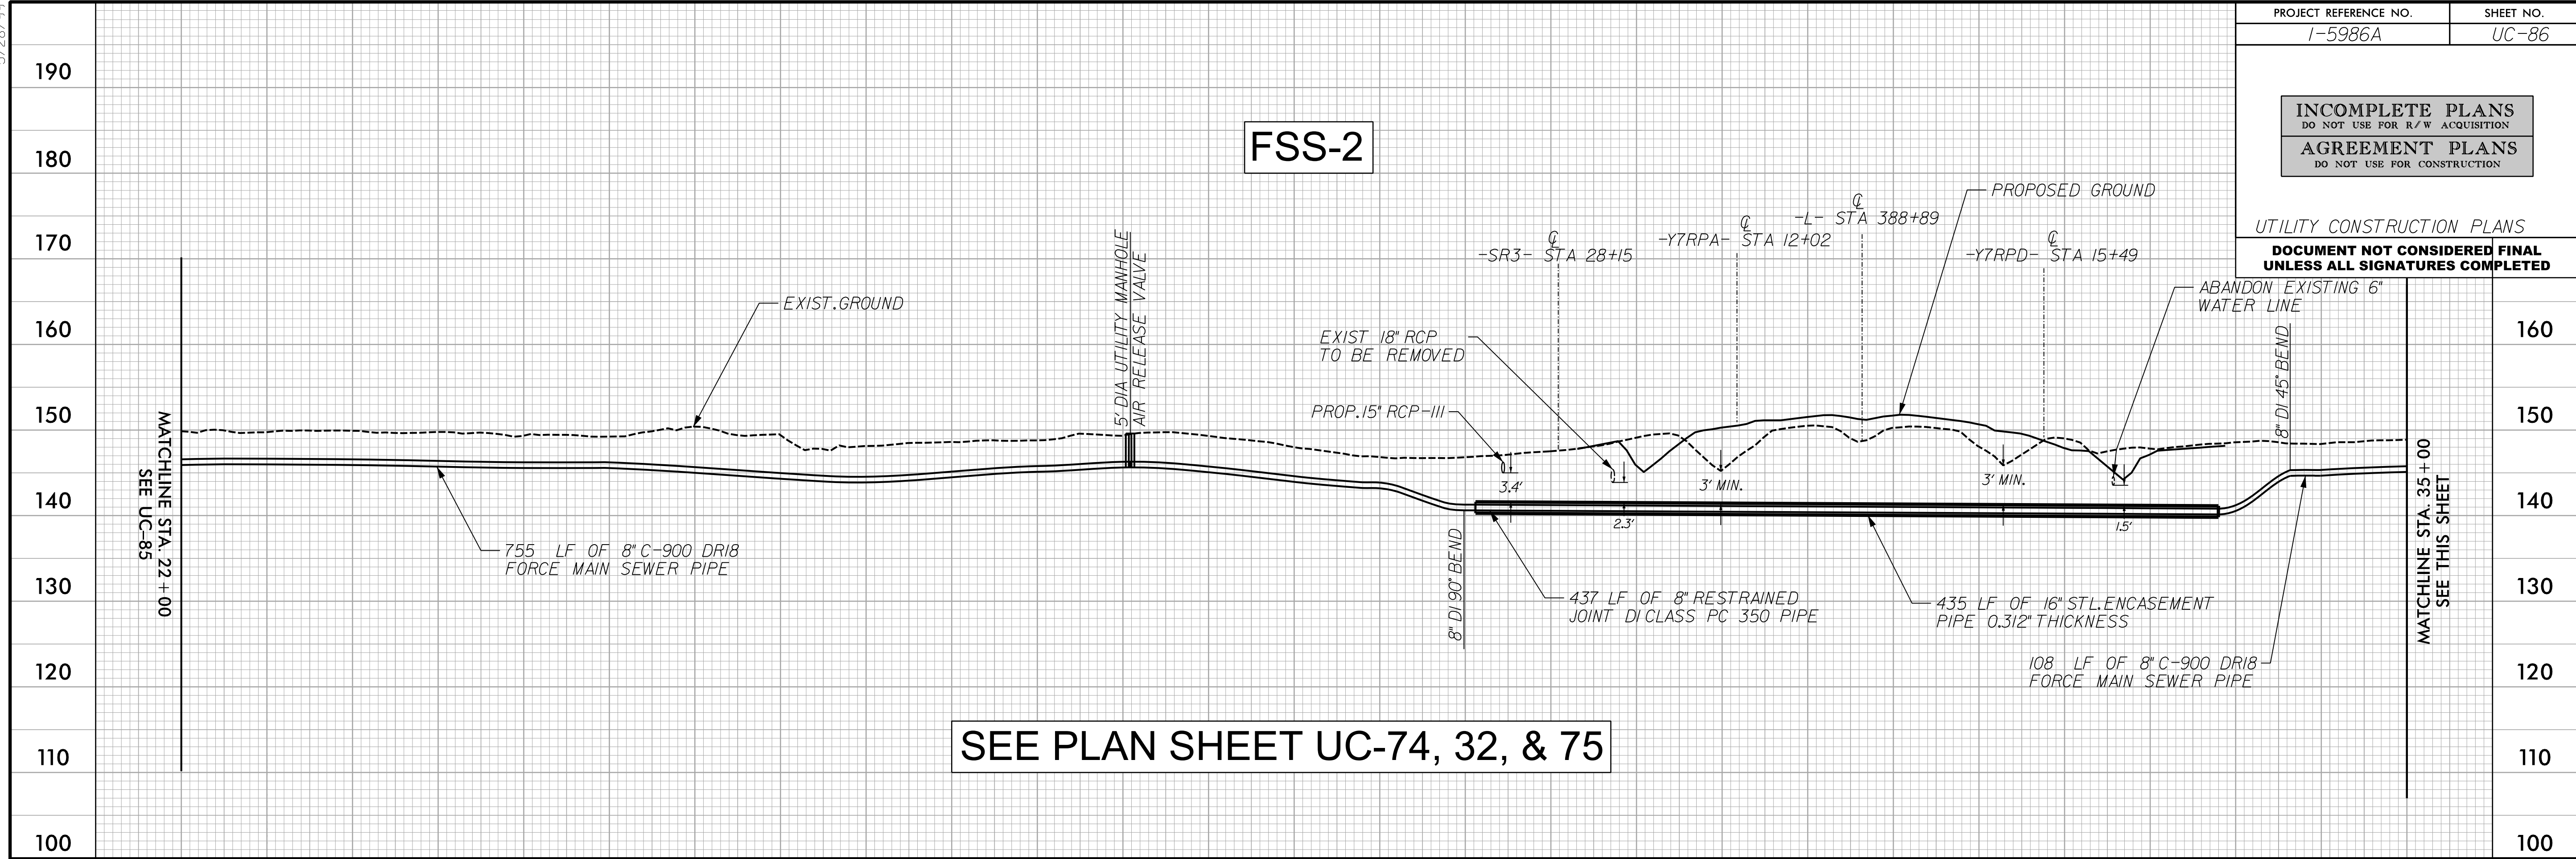 PROJECT REFERENCE NO.
SHEET NO.
I-5986A
UC-86
INCOMPLETE PLANS
DO NOT USE FOR R/W ACQUISITION
AGREEMENT PLANS
DO NOT USE FOR CONSTRUCTION
UTILITY CONSTRUCTION PLANS
DOCUMENT NOT CONSIDERED FINAL
UNLESS ALL SIGNATURES COMPLETED
190
180
170
160
150
140
130
120
110
100
FSS-2
MATCHLINE STA. 22+00
SEE UC-85
EXIST. GROUND
755 LF OF 8" C-900 DR18
FORCE MAIN SEWER PIPE
5' DIA UTILITY MANHOLE
AIR RELEASE VALVE
EXIST 18" RCP
TO BE REMOVED
PROP. 15" RCP-III
8" DI 90° BEND
-SR3- STA 28+15
-Y7RPA- STA 12+02
-L- STA 388+89
-Y7RPD- STA 15+49
PROPOSED GROUND
ABANDON EXISTING 6"
WATER LINE
8" DI 45° BEND
3.4'
2.3'
3' MIN.
3' MIN.
1.5'
437 LF OF 8" RESTRAINED
JOINT DI CLASS PC 350 PIPE
435 LF OF 16" STL. ENCASEMENT
PIPE 0.312" THICKNESS
108 LF OF 8" C-900 DR18
FORCE MAIN SEWER PIPE
MATCHLINE STA. 35+00
SEE THIS SHEET
160
150
140
130
120
110
100
SEE PLAN SHEET UC-74, 32, & 75